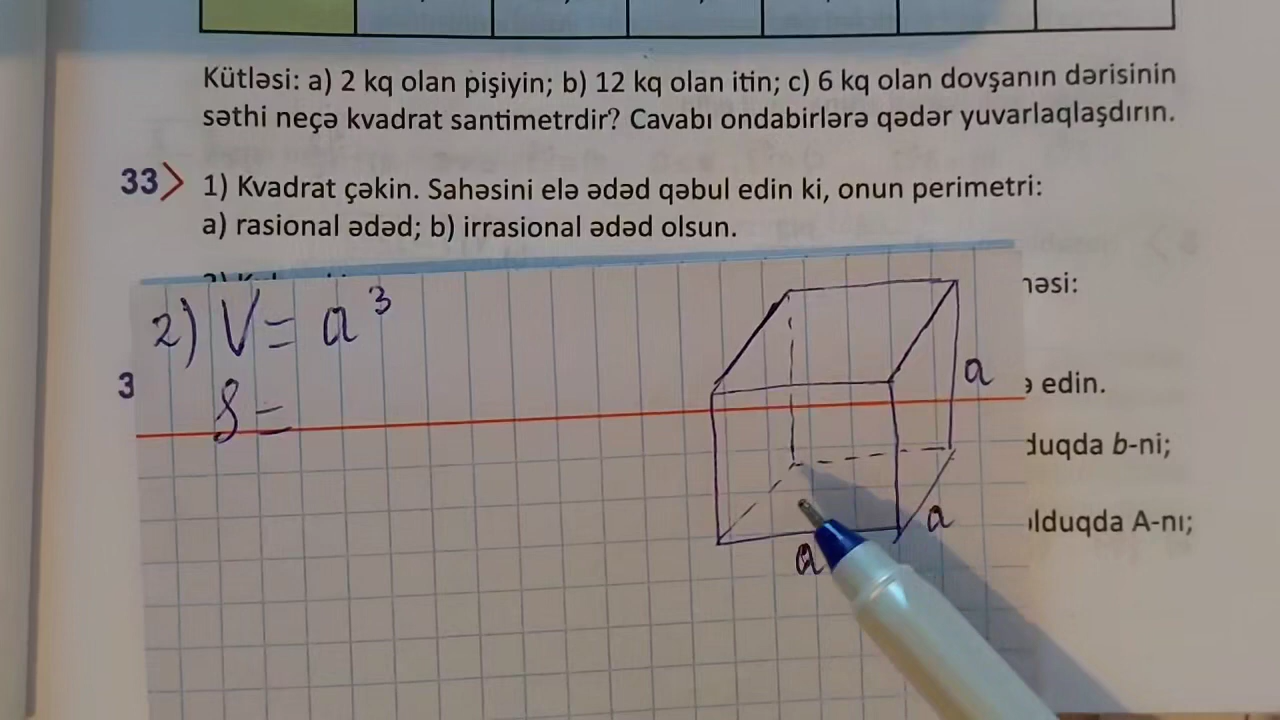 Kütləsi: a) 2 kq olan pişiyin; b) 12 kq olan itin; c) 6 kq olan dovşanın dərisinin
səthi neçə kvadrat santimetrdir? Cavabı ondabirlərə qədər yuvarlaqlaşdırın.
33 1) Kvadrat çəkin. Sahəsini elə ədəd qəbul edin ki, onun perimetri:
a) rasional ədəd; b) irrasional ədəd olsun.
əsi:
2) V = a³
a
3
ə edin.
S =
duqda b-ni;
a
lduqda A-nı;
a